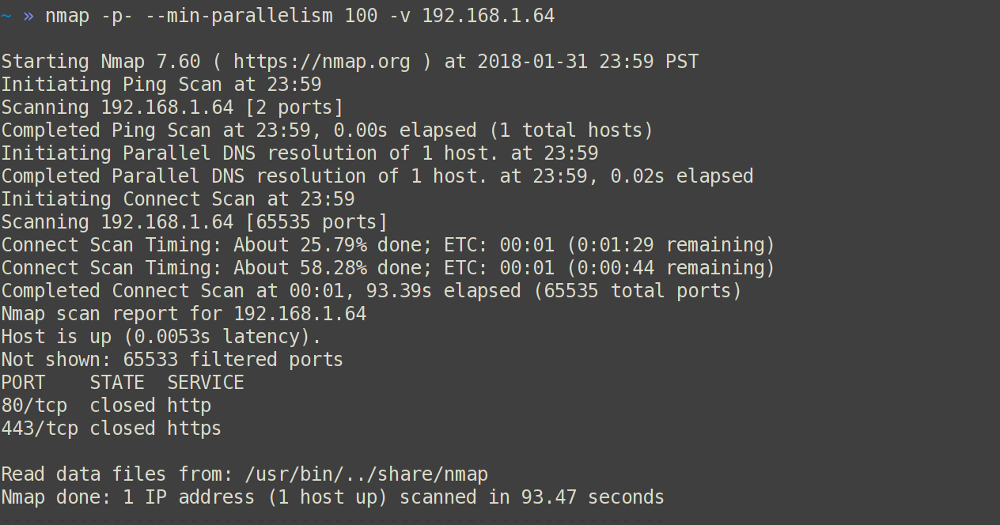 ~ » nmap -p- --min-parallelism 100 -v 192.168.1.64
Starting Nmap 7.60 ( https://nmap.org ) at 2018-01-31 23:59 PST
Initiating Ping Scan at 23:59
Scanning 192.168.1.64 [2 ports]
Completed Ping Scan at 23:59, 0.00s elapsed (1 total hosts)
Initiating Parallel DNS resolution of 1 host. at 23:59
Completed Parallel DNS resolution of 1 host. at 23:59, 0.02s elapsed
Initiating Connect Scan at 23:59
Scanning 192.168.1.64 [65535 ports]
Connect Scan Timing: About 25.79% done; ETC: 00:01 (0:01:29 remaining)
Connect Scan Timing: About 58.28% done; ETC: 00:01 (0:00:44 remaining)
Completed Connect Scan at 00:01, 93.39s elapsed (65535 total ports)
Nmap scan report for 192.168.1.64
Host is up (0.0053s latency).
Not shown: 65533 filtered ports
PORT    STATE  SERVICE
80/tcp  closed http
443/tcp closed https
Read data files from: /usr/bin/../share/nmap
Nmap done: 1 IP address (1 host up) scanned in 93.47 seconds